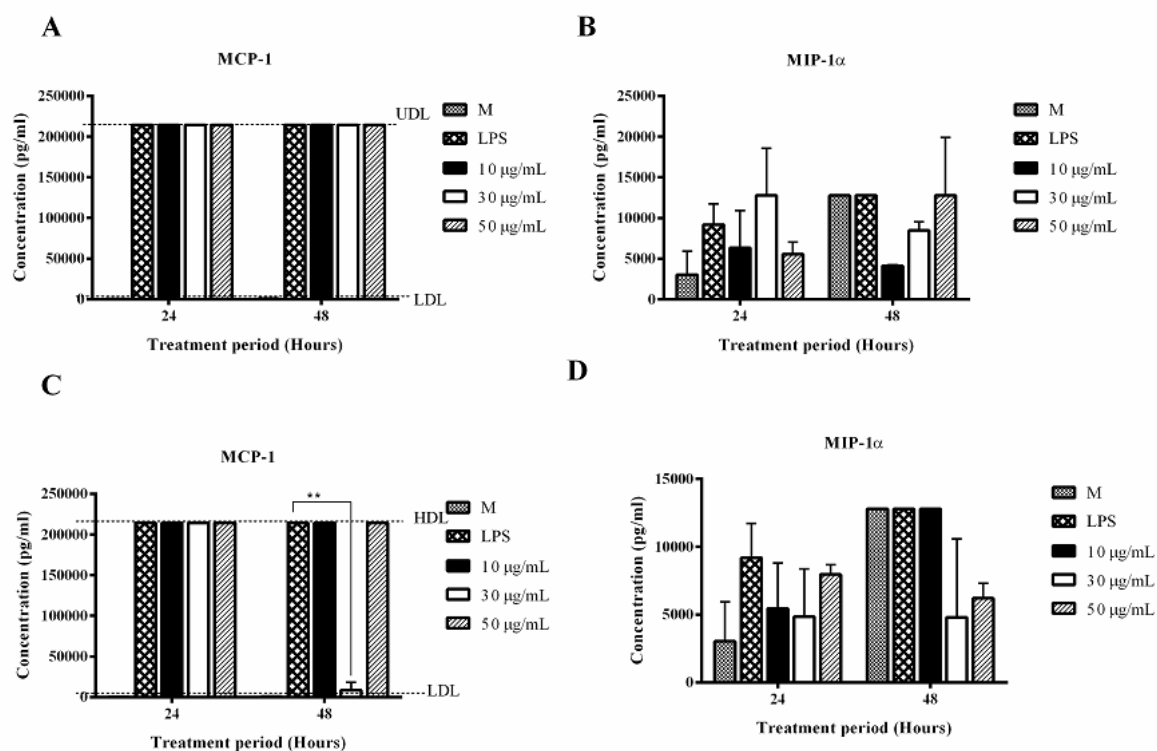 A
MCP-1
250000
200000
150000
100000
50000
0
Concentration (pg/ml)
UDL
LDL
24
48
Treatment period (Hours)
M
LPS
10 μg/mL
30 μg/mL
50 μg/mL
B
MIP-1α
25000
20000
15000
10000
5000
0
Concentration (pg/ml)
24
48
Treatment period (Hours)
M
LPS
10 μg/mL
30 μg/mL
50 μg/mL
C
MCP-1
250000
200000
150000
100000
50000
0
Concentration (pg/ml)
**
HDL
LDL
24
48
Treatment period (Hours)
M
LPS
10 μg/mL
30 μg/mL
50 μg/mL
D
MIP-1α
15000
10000
5000
0
Concentration (pg/ml)
24
48
Treatment period (Hours)
M
LPS
10 μg/mL
30 μg/mL
50 μg/mL